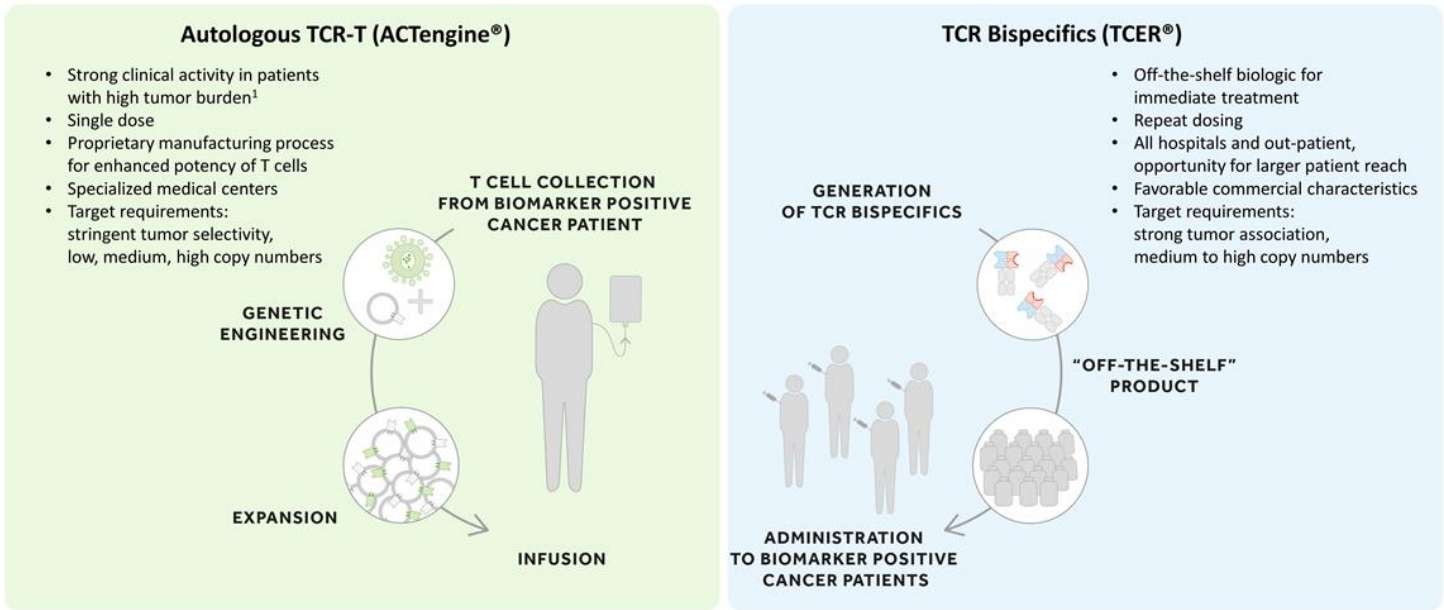 Autologous TCR-T (ACTengine®)
• Strong clinical activity in patients
with high tumor burden¹
• Single dose
• Proprietary manufacturing process
for enhanced potency of T cells
• Specialized medical centers
• Target requirements:
stringent tumor selectivity,
low, medium, high copy numbers
T CELL COLLECTION
FROM BIOMARKER POSITIVE
CANCER PATIENT
GENETIC
ENGINEERING
EXPANSION
INFUSION
TCR Bispecifics (TCER®)
• Off-the-shelf biologic for
immediate treatment
• Repeat dosing
• All hospitals and out-patient,
opportunity for larger patient reach
• Favorable commercial characteristics
• Target requirements:
strong tumor association,
medium to high copy numbers
GENERATION
OF TCR BISPECIFICS
“OFF-THE-SHELF”
PRODUCT
ADMINISTRATION
TO BIOMARKER POSITIVE
CANCER PATIENTS